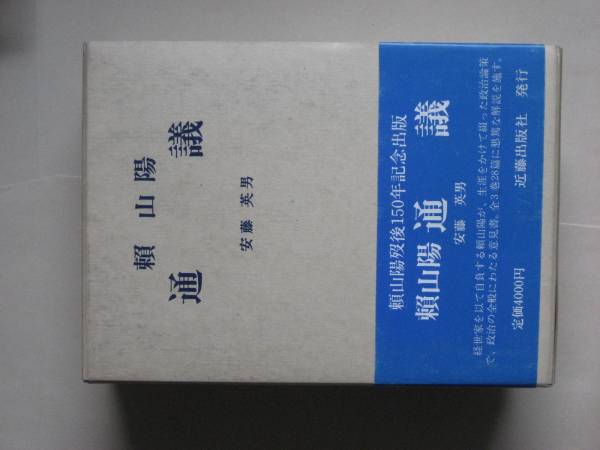 頼山陽
通議
安藤英男
頼山陽歿後150年記念出版
頼山陽 通議
安藤 英男
経世家を以て自負する頼山陽が、生涯をかけて綴った政治論策
で、政治の全般にわたる意見書。全3巻28篇に懇篤な解説を施す。
定価4000円 近藤出版社 発行